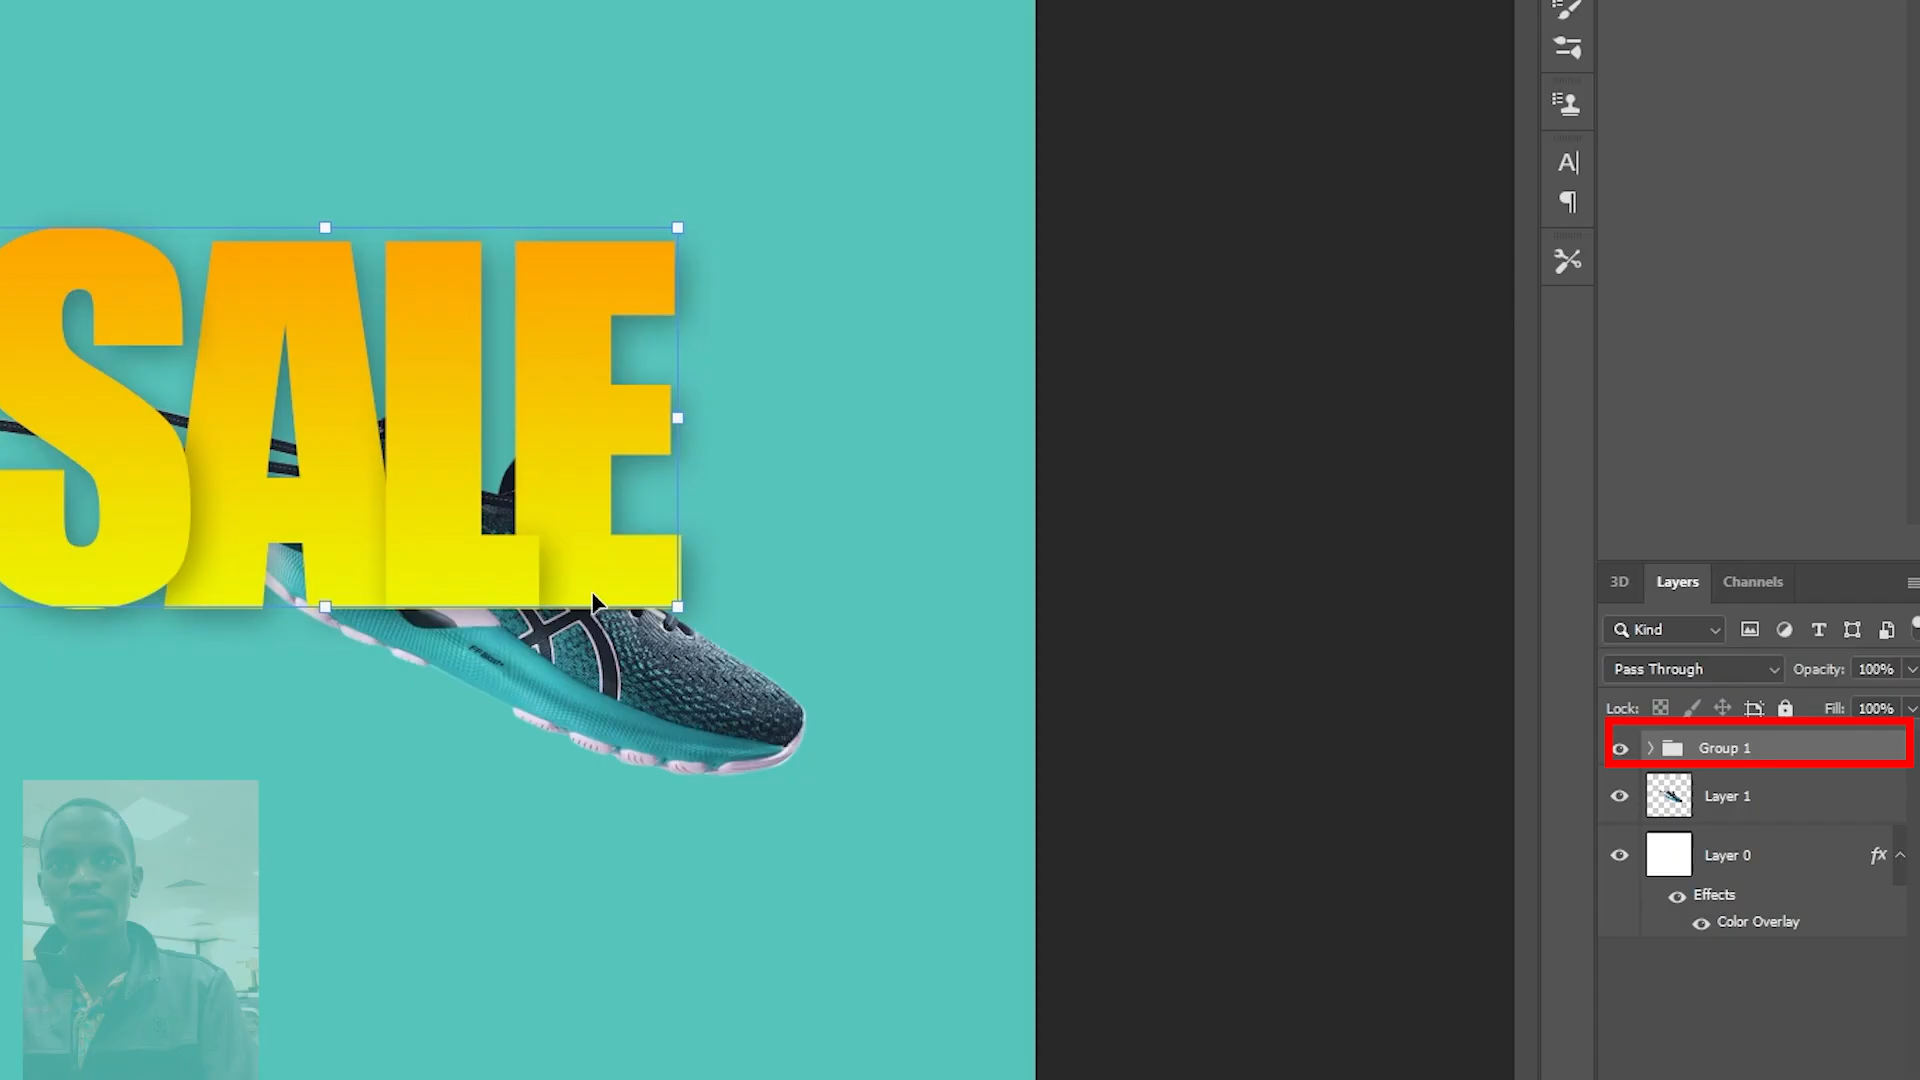 SALE
3D Layers Channels
Kind T
Pass Through Opacity: 100%
Lock: Fill: 100%
Group 1
Layer 1
Layer 0 fx
Effects
Color Overlay
A|
¶